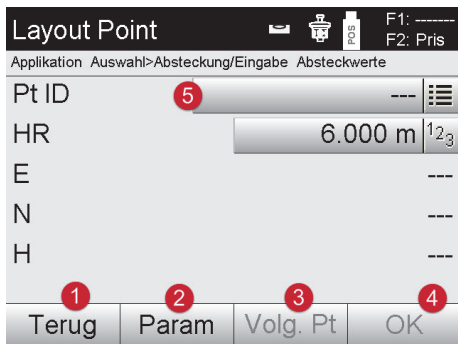 Layout Point
POS
F1: -------
F2: Pris
Applikation Auswahl>Absteckung/Eingabe Absteckwerte
Pt ID
5
---
HR
6.000 m
123
E
---
N
---
H
---
1
2
3
4
Terug
Param
Volg. Pt
OK